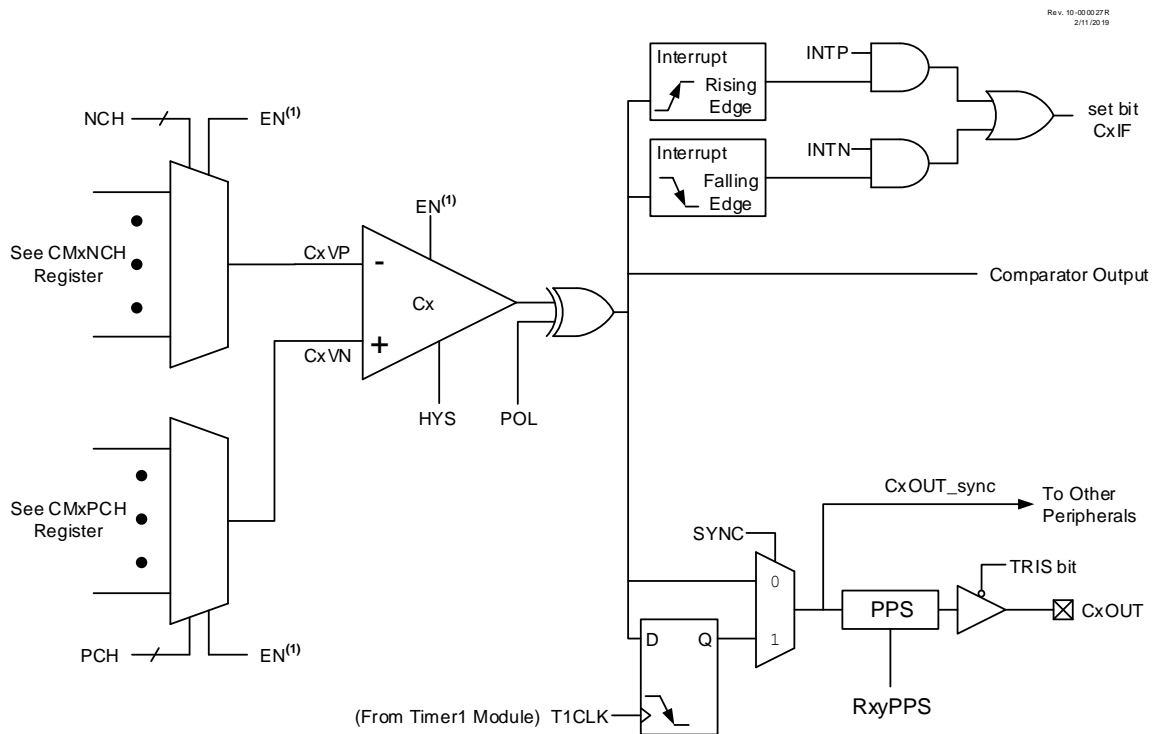 Rev. 10-000027R
2/11/2019
NCH
EN(1)
See CMxNCH
Register
CxVP
EN(1)
-
Cx
+
CxVN
HYS
POL
Interrupt
Rising
Edge
INTP
Interrupt
Falling
Edge
INTN
set bit
CxIF
Comparator Output
See CMxPCH
Register
PCH
EN(1)
CxOUT_sync
To Other
Peripherals
SYNC
0
1
TRIS bit
PPS
CxOUT
RxyPPS
D
Q
(From Timer1 Module) T1CLK